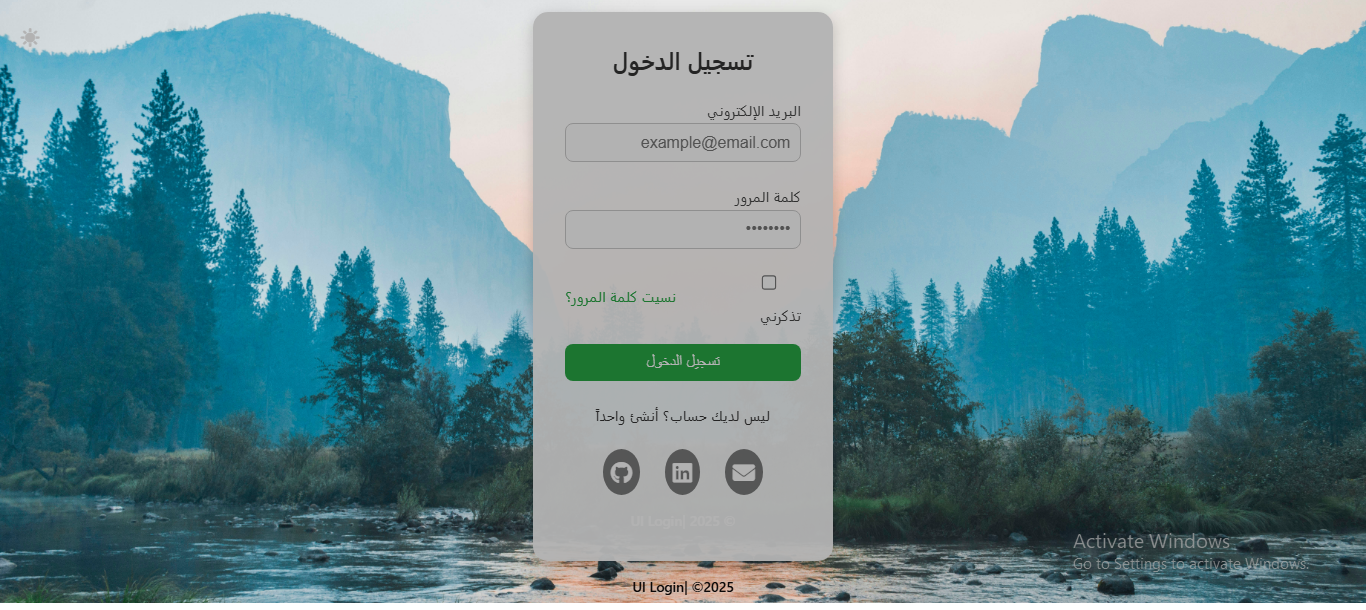 تسجيل الدخول
البريد الإلكتروني
example@email.com
كلمة المرور
••••••••
تذكرني
نسيت كلمة المرور؟
تسجيل الدخول
ليس لديك حساب؟ أنشئ واحداً
UI Login| 2025 ©
UI Login| ©2025
Activate Windows
Go to Settings to activate Windows.